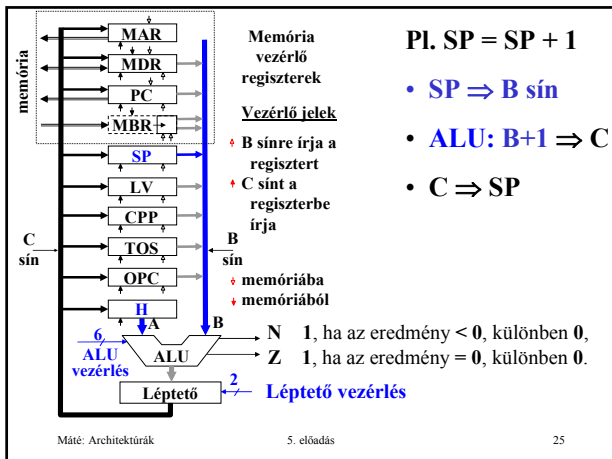 MAR
MDR
PC
MBR
SP
LV
CPP
TOS
OPC
H
memória
C
sín
B
sín
A
B
6
ALU
vezérlés
ALU
Léptető
2
Léptető vezérlés
Memória
vezérlő
regiszterek
Vezérlő jelek
B sínre írja a
regisztert
C sínt a
regiszterbe
írja
memóriába
memóriából
N 1, ha az eredmény < 0, különben 0,
Z 1, ha az eredmény = 0, különben 0.
Pl. SP = SP + 1
• SP ⇒ B sín
• ALU: B+1 ⇒ C
• C ⇒ SP
Máté: Architektúrák 5. előadás 25